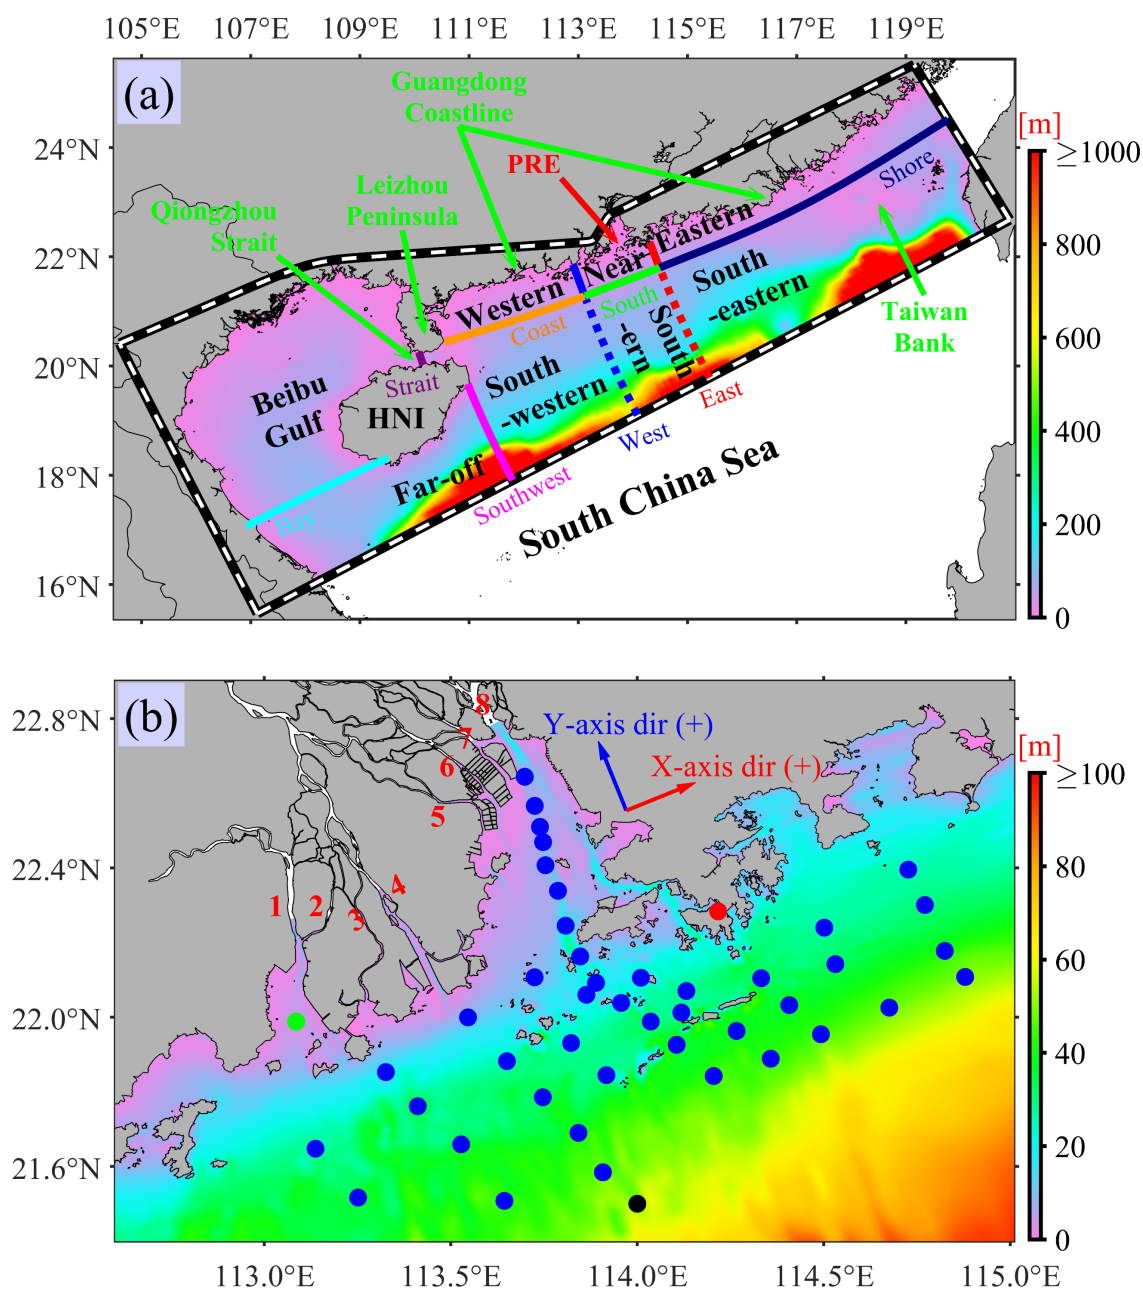 105°E 107°E 109°E 111°E 113°E 115°E 117°E 119°E
(a)
Guangdong
Coastline
[m]
≥1000
24°N
PRE
Leizhou
Peninsula
Shore
Qiongzhou
Strait
Eastern
800
22°N
Near
South
-eastern
Western
South
Taiwan
Bank
Coast
600
-ern
South
20°N
Strait
South
-western
Beibu
Gulf
HNI
East
400
West
18°N
Far-off
Southwest
South China Sea
Bay
200
16°N
0
(b)
8
22.8°N
Y-axis dir (+)
7
[m]
6
X-axis dir (+)
≥100
5
80
22.4°N
4
1
2
3
60
22.0°N
40
20
21.6°N
0
113.0°E 113.5°E 114.0°E 114.5°E 115.0°E